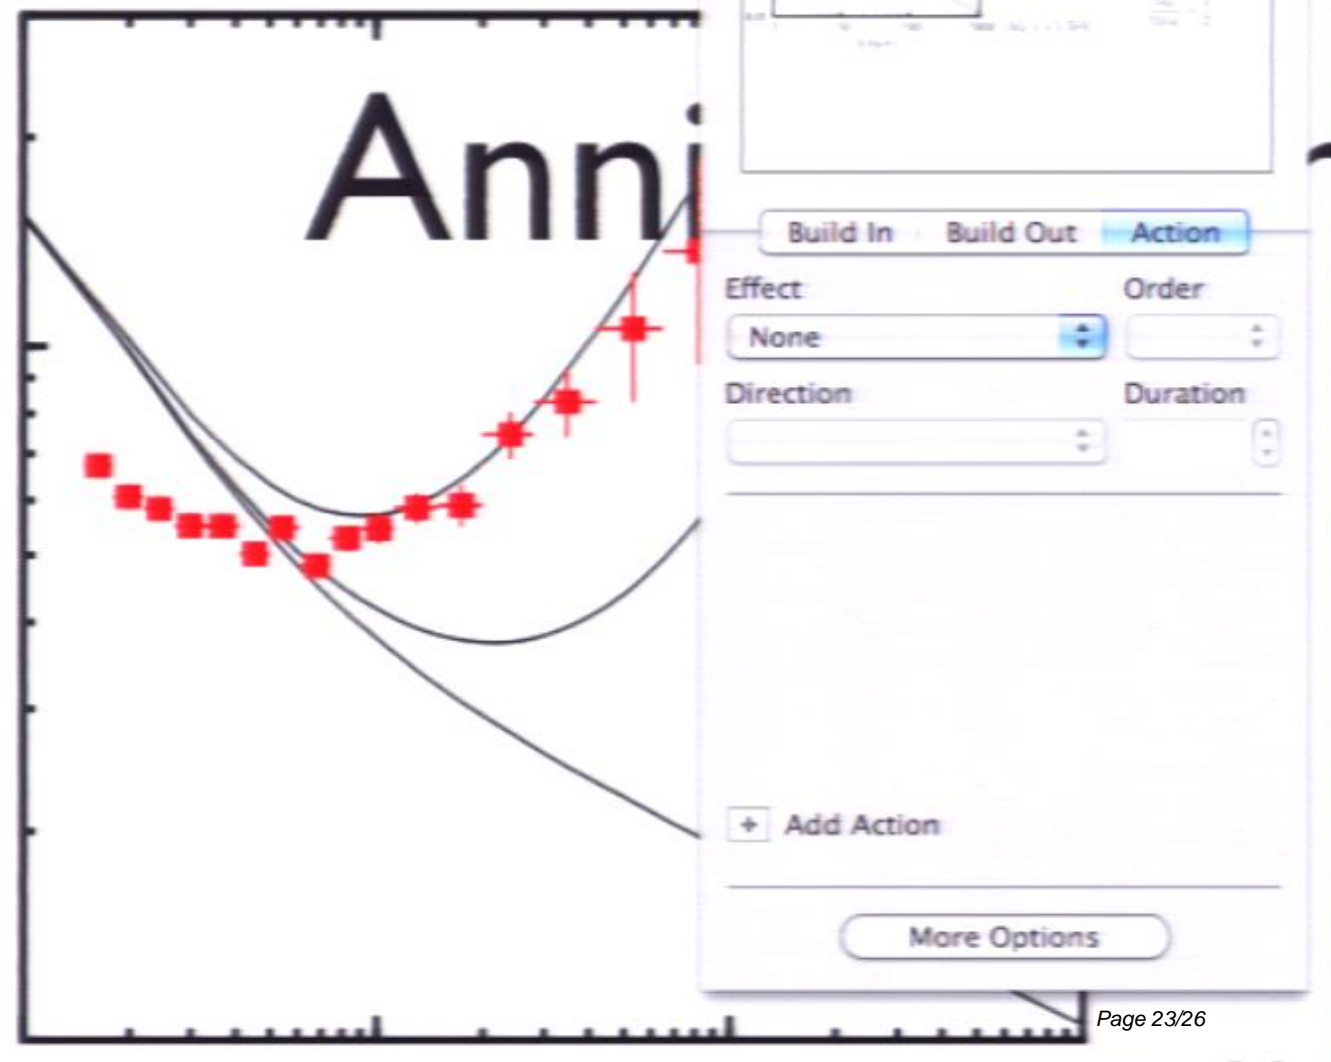 Anni
Build In Build Out Action
Effect Order
None
Direction Duration
+ Add Action
More Options
Page 23/26